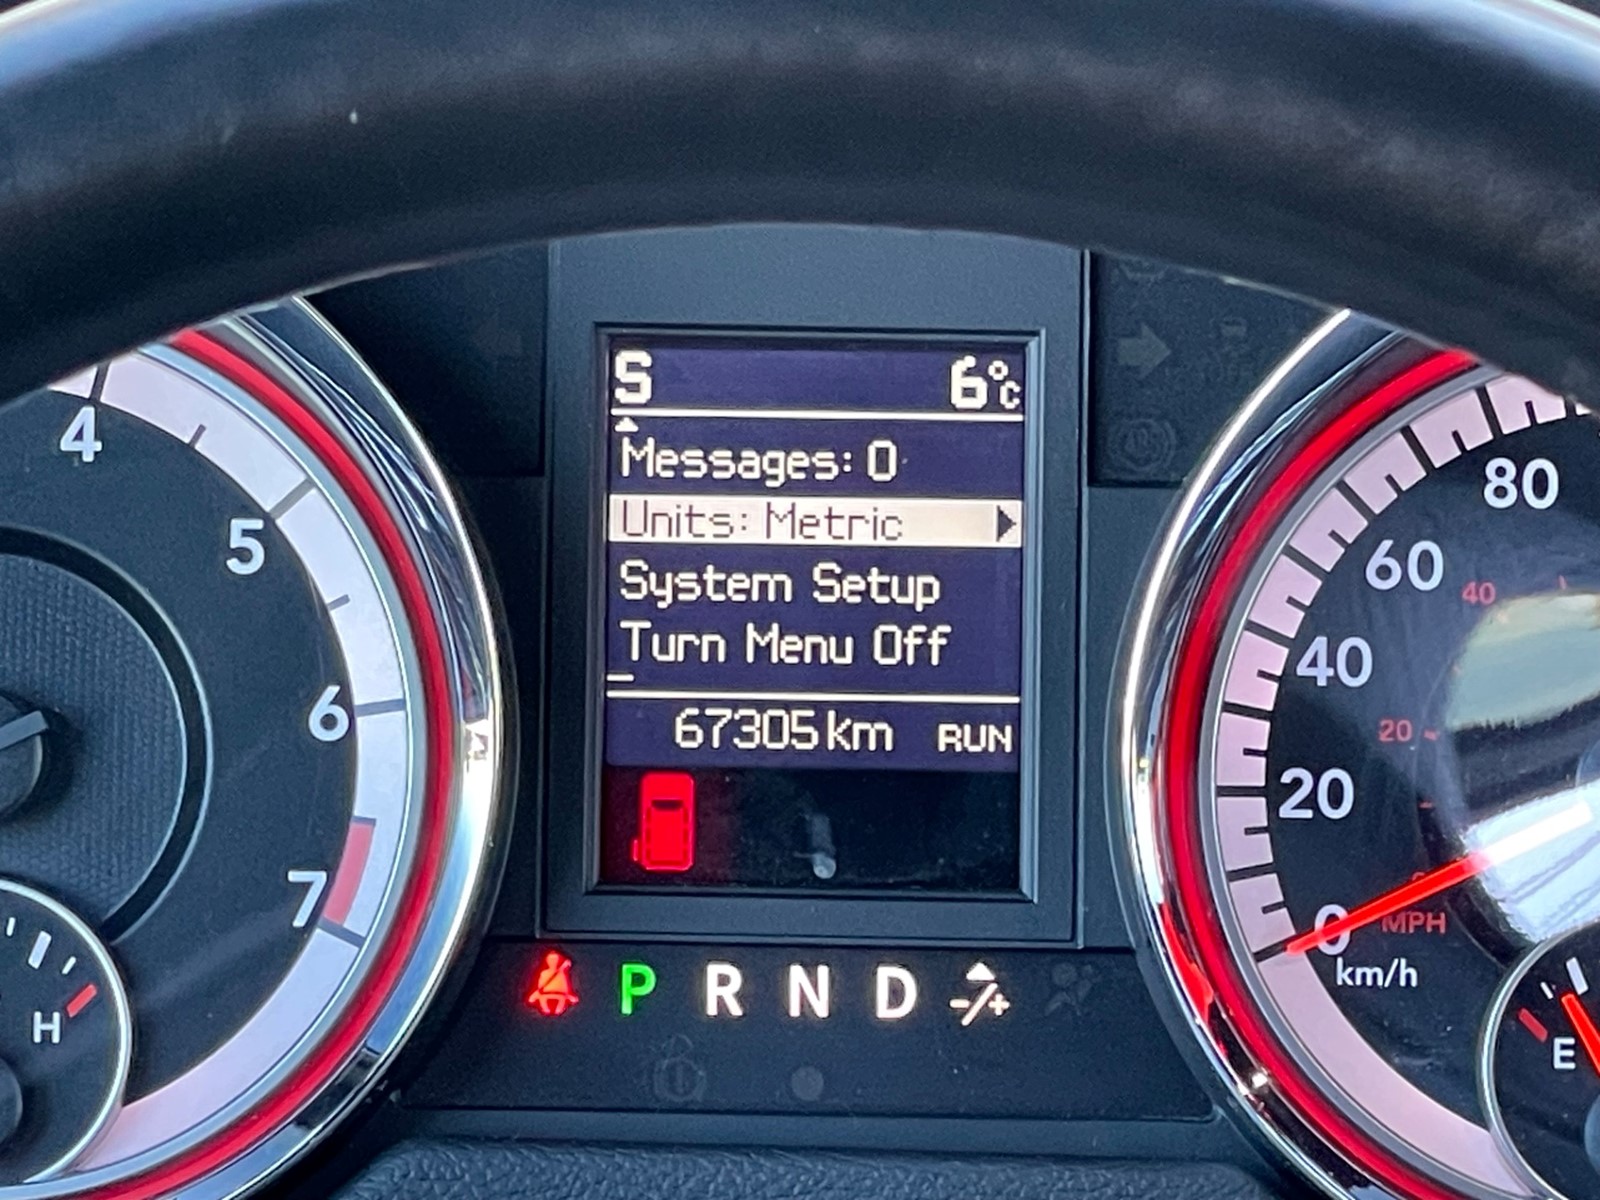 S 6°C
Messages: 0
Units: Metric
System Setup
Turn Menu Off
67305 km RUN
P R N D -/+
4
5
6
7
H
80
60
40
20
0
km/h
40
20
MPH
E